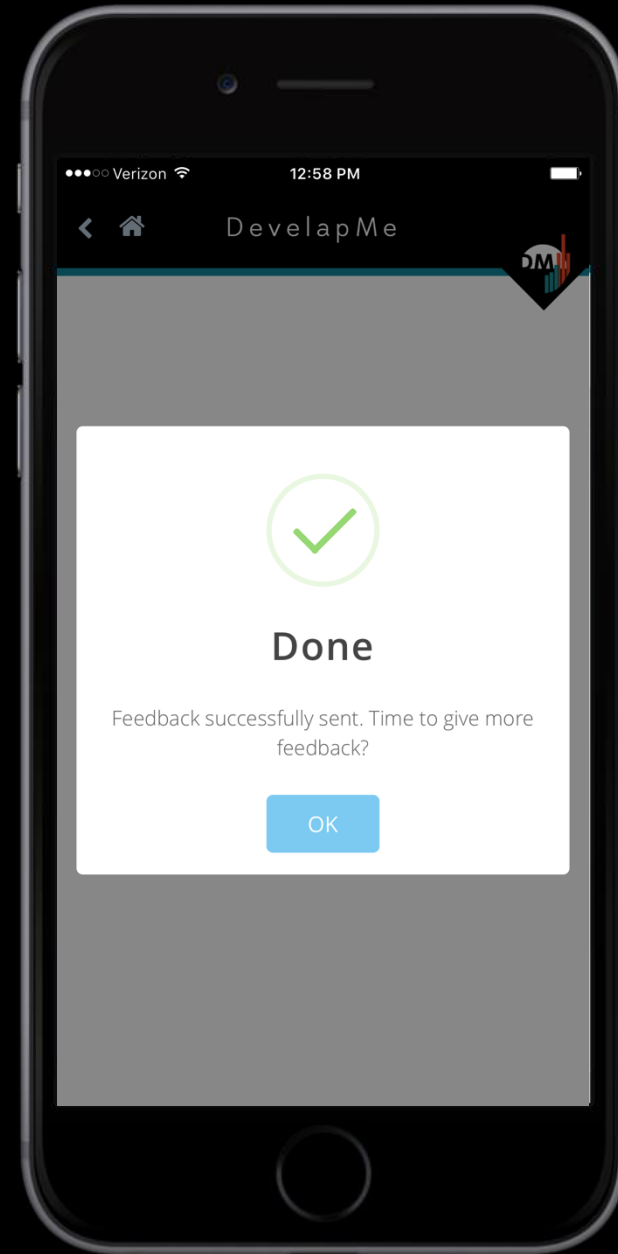 Verizon 12:58 PM
DevelapMe
DM
Done
Feedback successfully sent. Time to give more
feedback?
OK